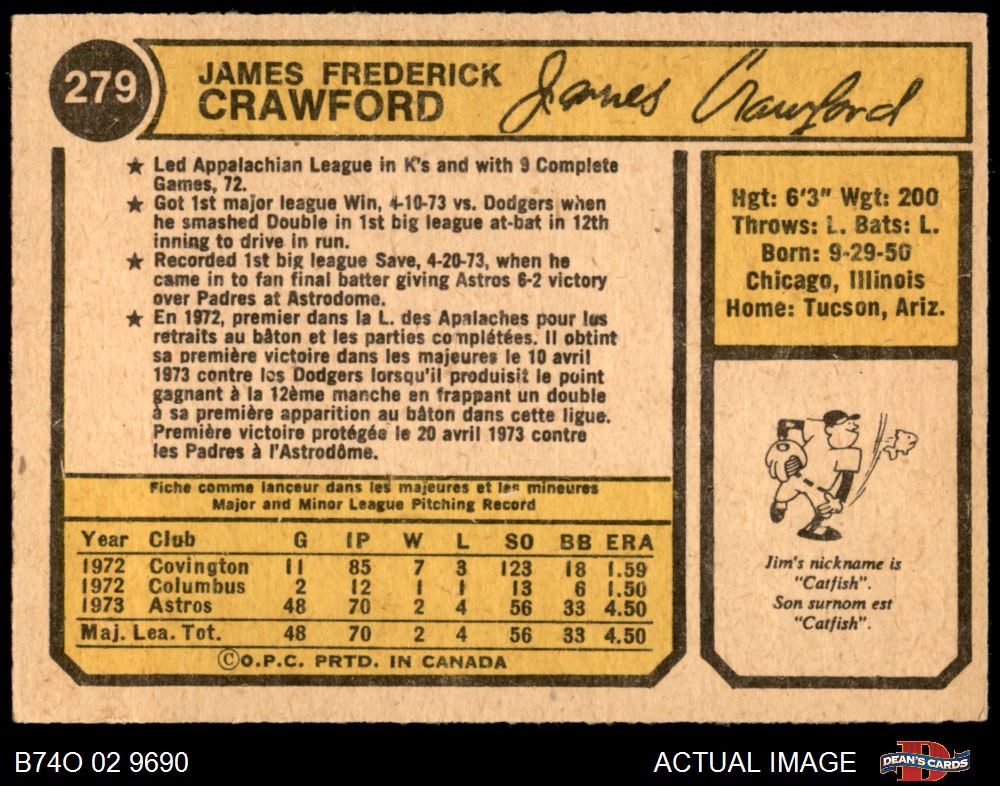 279
JAMES FREDERICK
CRAWFORD
James Crawford
★ Led Appalachian League in K's and with 9 Complete
Games, 72.
★ Got 1st major league Win, 4-10-73 vs. Dodgers when
he smashed Double in 1st big league at-bat in 12th
inning to drive in run.
★ Recorded 1st big league Save, 4-20-73, when he
came in to fan final batter giving Astros 6-2 victory
over Padres at Astrodome.
★ En 1972, premier dans la L. des Apalaches pour les
retraits au bâton et les parties complétées. Il obtint
sa première victoire dans les majeures le 10 avril
1973 contre les Dodgers lorsqu'il produisit le point
gagnant à la 12ème manche en frappant un double
à sa première apparition au bâton dans cette ligue.
Première victoire protégée le 20 avril 1973 contre
les Padres à l'Astrodôme.
Hgt: 6'3" Wgt: 200
Throws: L. Bats: L.
Born: 9-29-50
Chicago, Illinois
Home: Tucson, Ariz.
Fiche comme lanceur dans les majeures et les mineures
Major and Minor League Pitching Record
Year Club G IP W L SO BB ERA
1972 Covington 11 85 7 3 123 18 1.59
1972 Columbus 2 12 1 1 13 6 1.50
1973 Astros 48 70 2 4 56 33 4.50
Maj. Lea. Tot. 48 70 2 4 56 33 4.50
©O.P.C. PRTD. IN CANADA
Jim's nickname is
"Catfish".
Son surnom est
"Catfish".
B74O 02 9690
ACTUAL IMAGE
DEAN'S CARDS